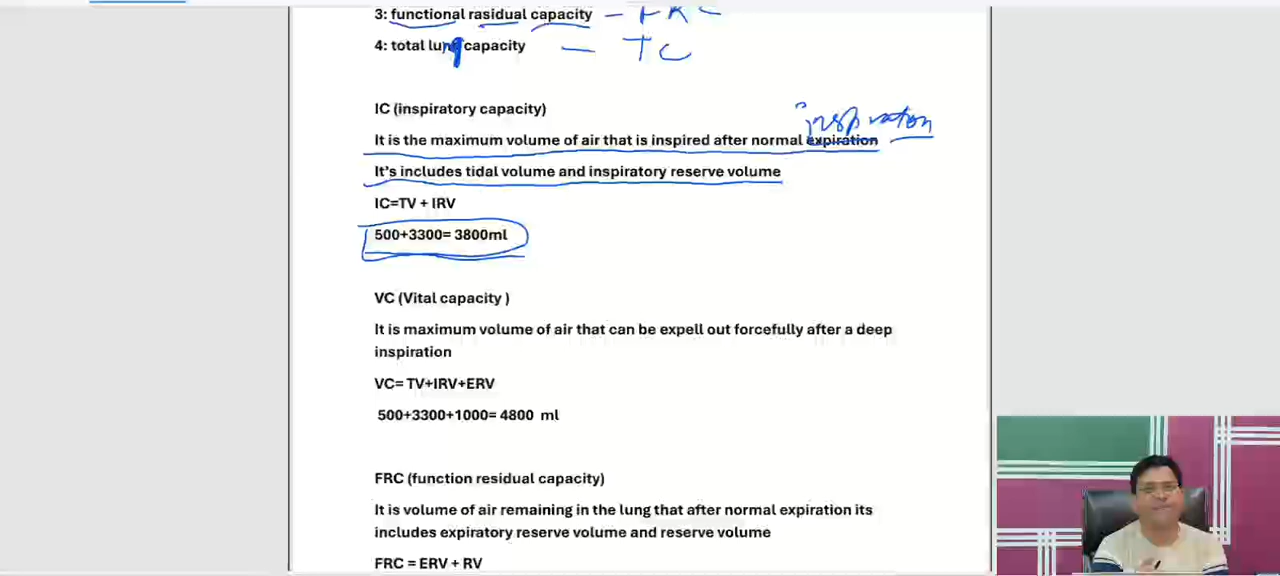 3: functional rasidual capacity – FRC
4: total lung capacity — TC
IC (inspiratory capacity)
inspiration
It is the maximum volume of air that is inspired after normal expiration
It's includes tidal volume and inspiratory reserve volume
IC=TV + IRV
500+3300= 3800ml
VC (Vital capacity )
It is maximum volume of air that can be expell out forcefully after a deep
inspiration
VC= TV+IRV+ERV
500+3300+1000= 4800 ml
FRC (function residual capacity)
It is volume of air remaining in the lung that after normal expiration its
includes expiratory reserve volume and reserve volume
FRC = ERV + RV